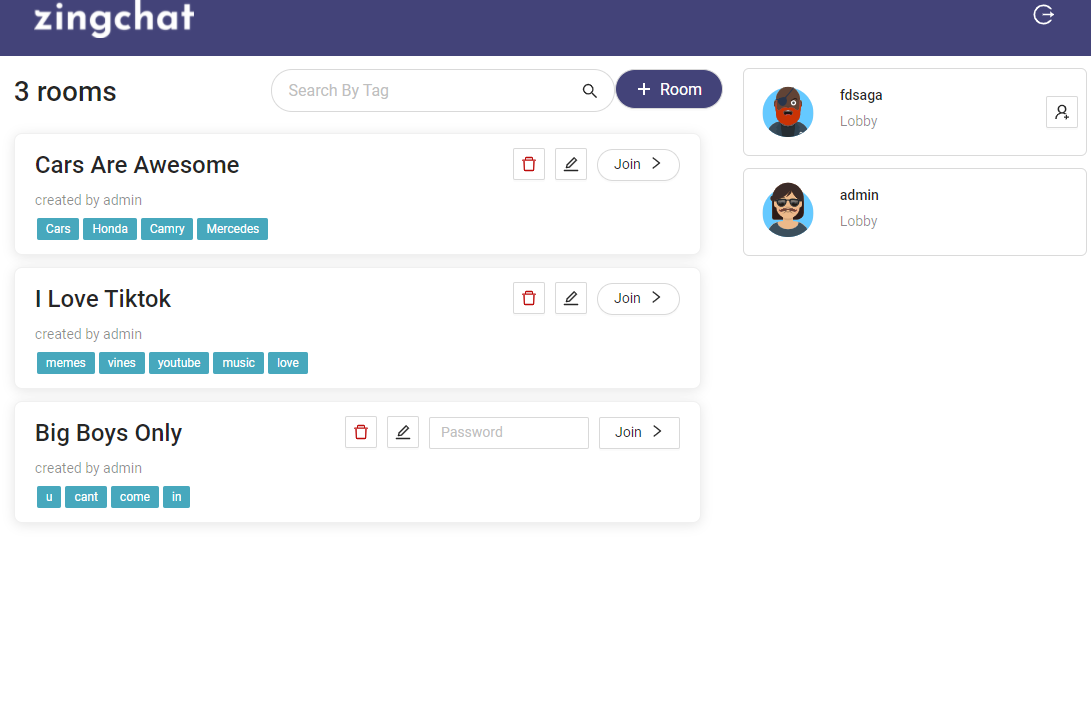 zingchat
3 rooms
Search By Tag
Room
Cars Are Awesome
Join
created by admin
Cars Honda Camry Mercedes
I Love Tiktok
Join
created by admin
memes vines youtube music love
Big Boys Only
Password
Join
created by admin
u cant come in
fdsaga
Lobby
admin
Lobby